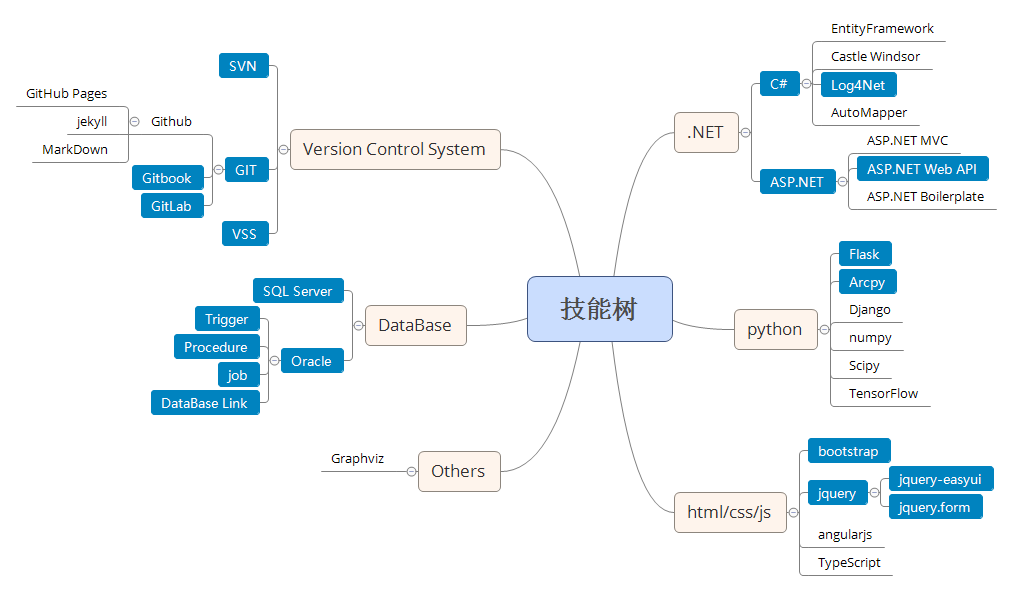 技能树
.NET
C#
EntityFramework
Castle Windsor
Log4Net
AutoMapper
ASP.NET
ASP.NET MVC
ASP.NET Web API
ASP.NET Boilerplate
python
Flask
Arcpy
Django
numpy
Scipy
TensorFlow
html/css/js
bootstrap
jquery
jquery-easyui
jquery.form
angularjs
TypeScript
Version Control System
SVN
GIT
Github
GitHub Pages
jekyll
MarkDown
Gitbook
GitLab
VSS
DataBase
SQL Server
Oracle
Trigger
Procedure
job
DataBase Link
Others
Graphviz